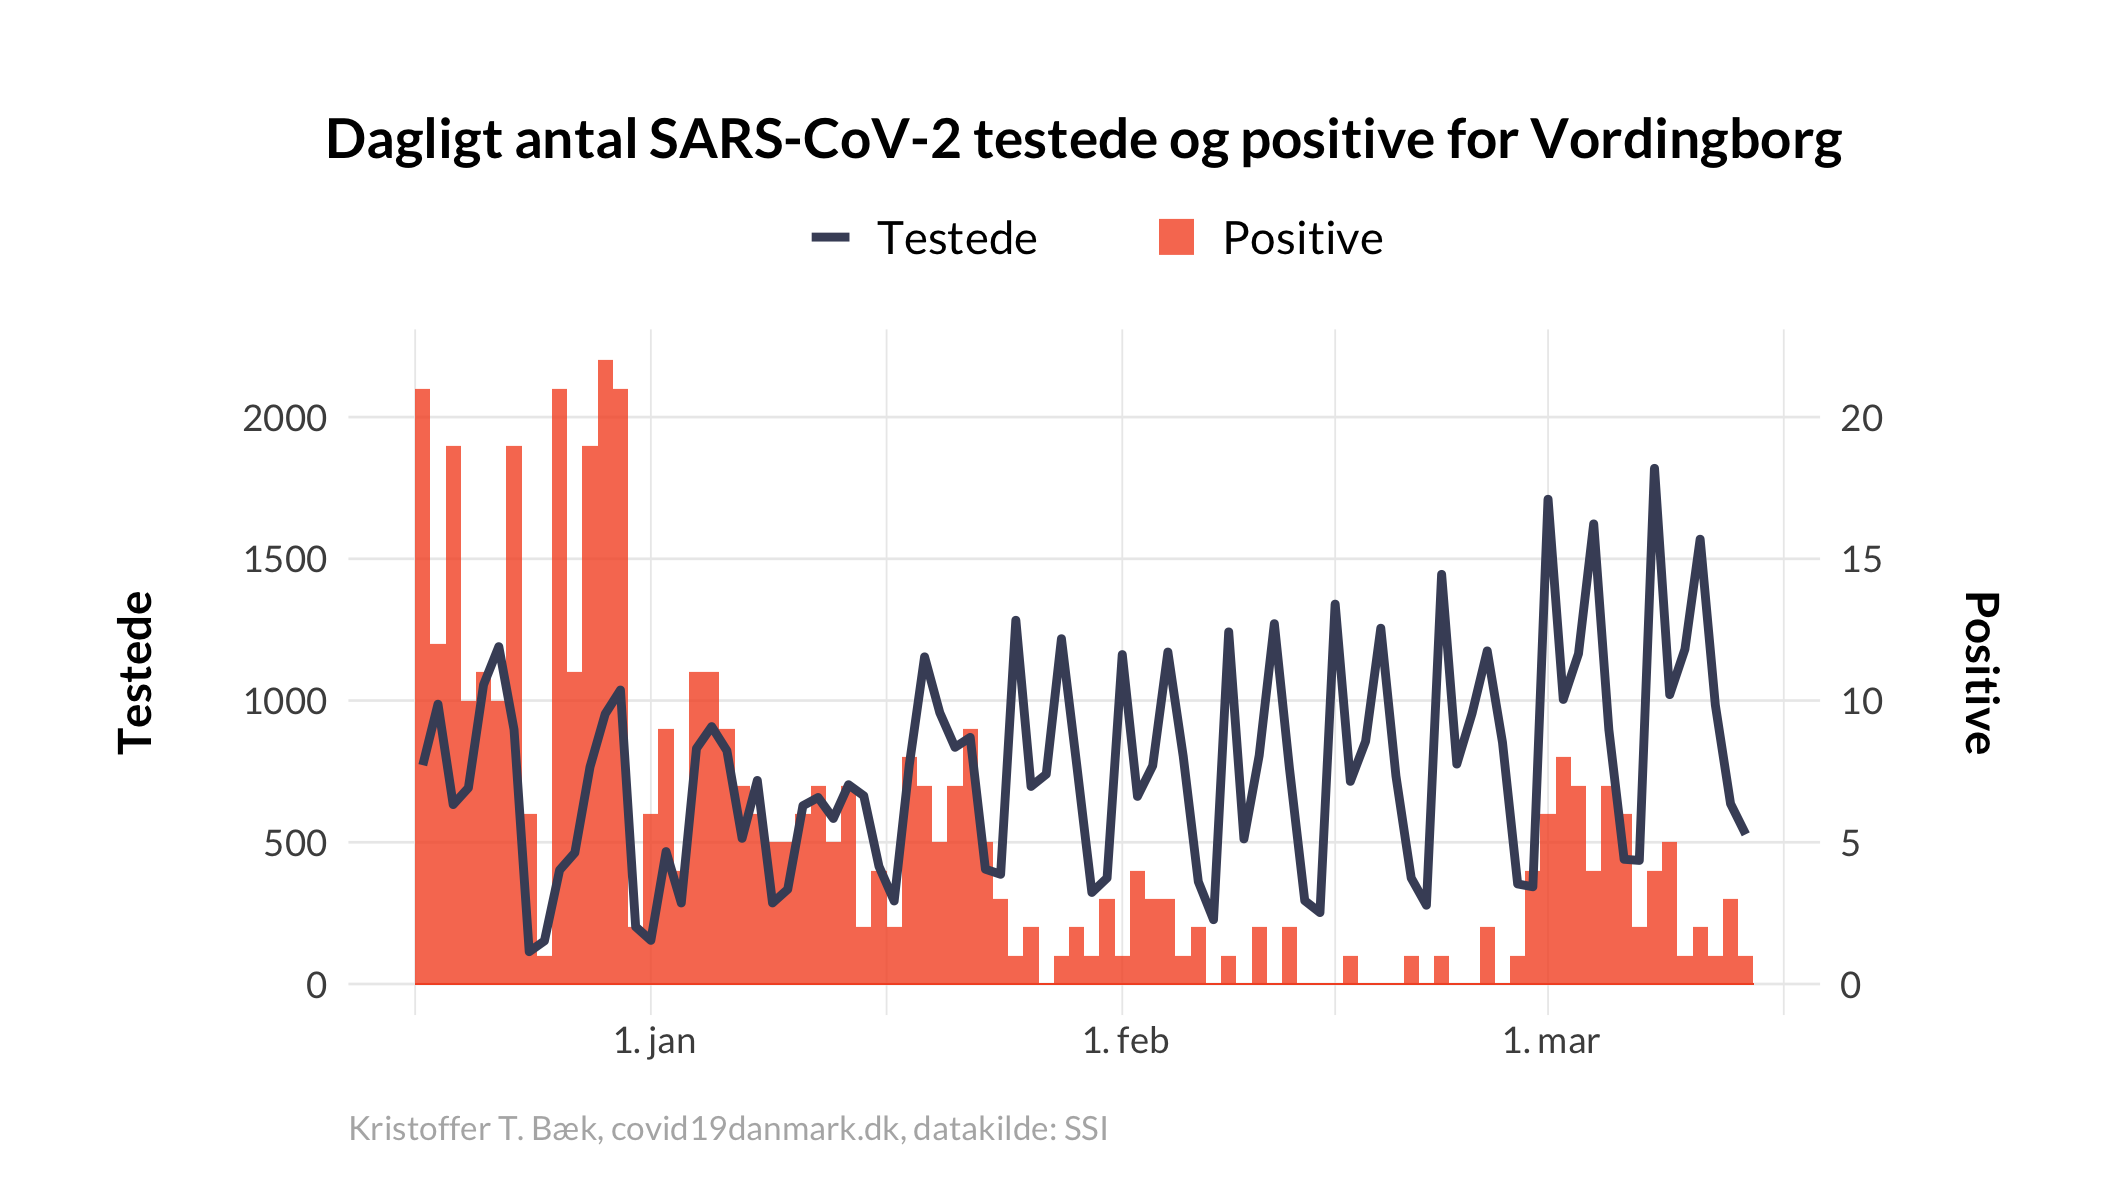 Dagligt antal SARS-CoV-2 testede og positive for Vordingborg
Testede Positive
2000 20
1500 15
1000 10
500 5
0 0
Testede
Positive
1. jan 1. feb 1. mar
Kristoffer T. Bæk, covid19danmark.dk, datakilde: SSI